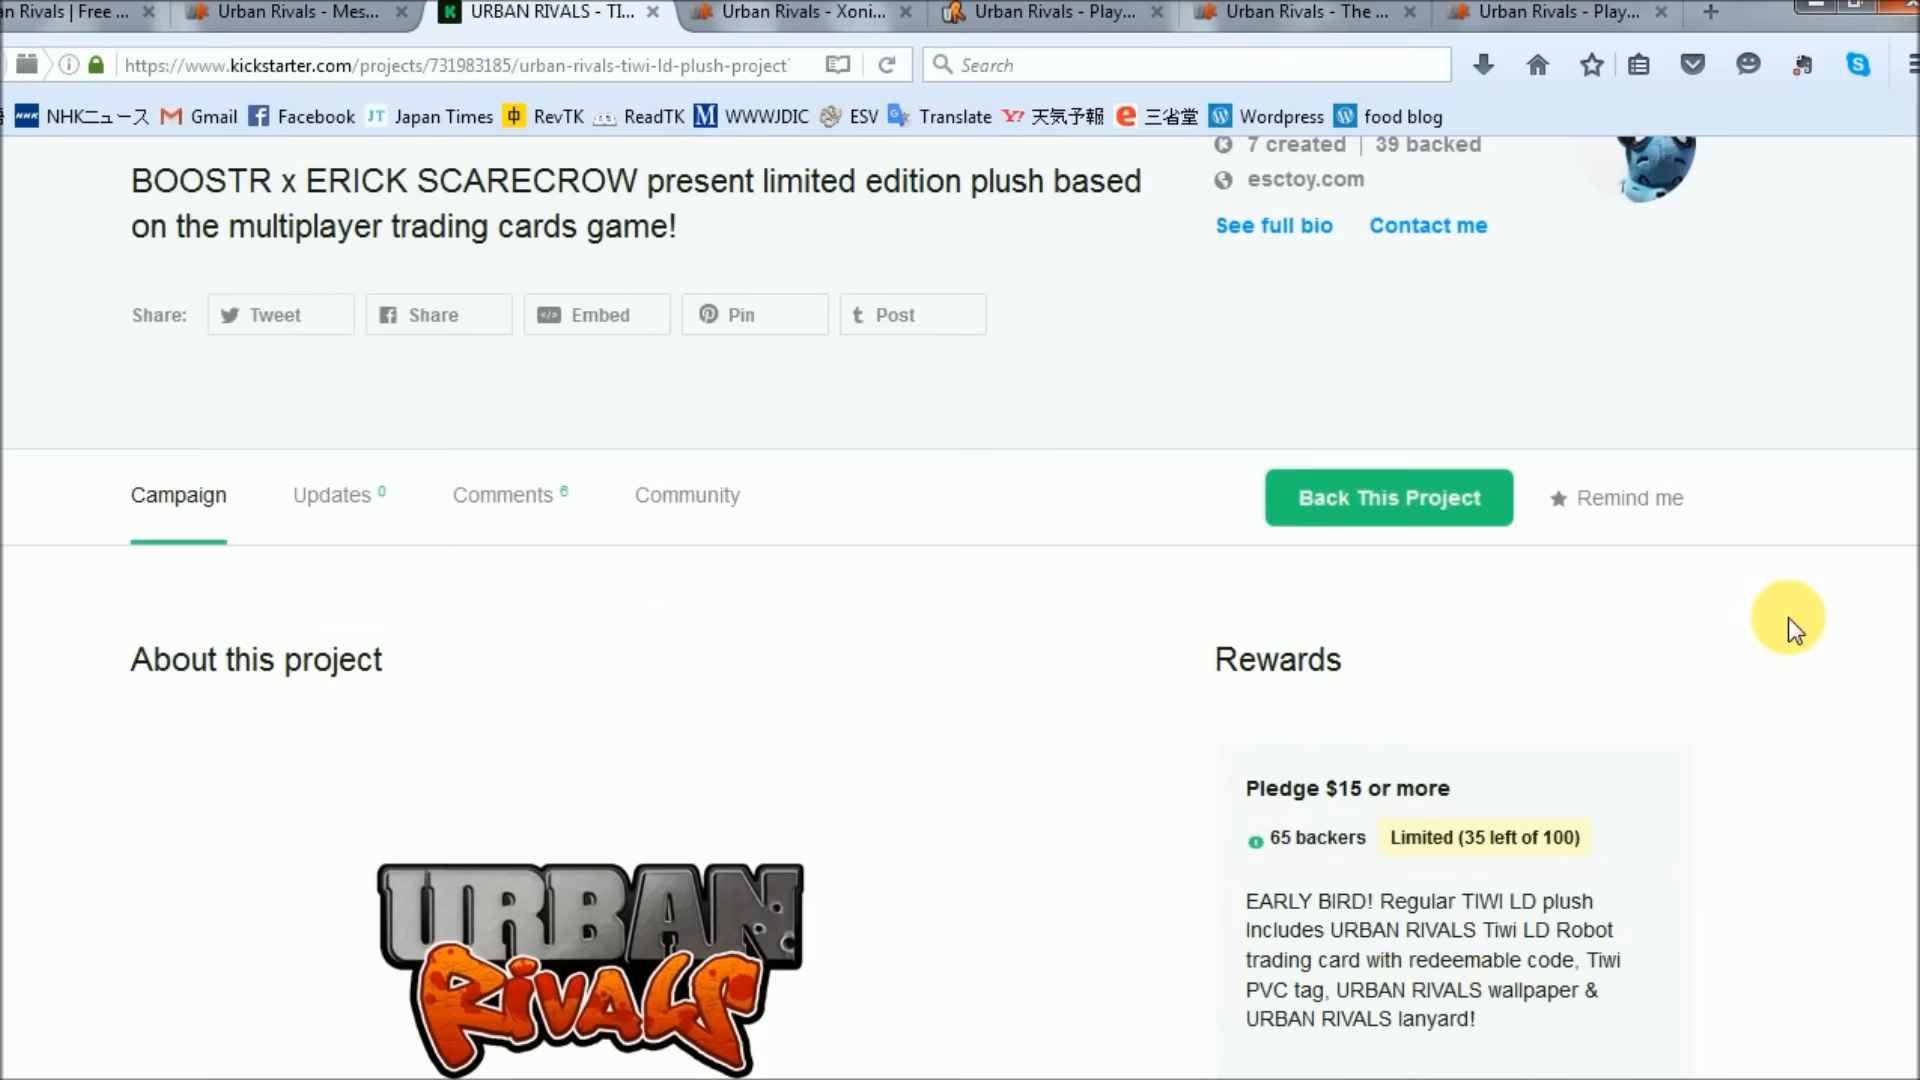 an Rivals | Free ...
Urban Rivals - Mes...
URBAN RIVALS - TI...
Urban Rivals - Xoni...
Urban Rivals - Play...
Urban Rivals - The ...
Urban Rivals - Play...
https://www.kickstarter.com/projects/731983185/urban-rivals-tiwi-ld-plush-project
Search
NHKニュース Gmail Facebook Japan Times RevTK ReadTK WWWJDIC ESV Translate 天気予報 三省堂 Wordpress food blog
7 created | 39 backed
BOOSTR x ERICK SCARECROW present limited edition plush based
on the multiplayer trading cards game!
esctoy.com
See full bio Contact me
Share: Tweet Share Embed Pin Post
Campaign Updates 0 Comments 6 Community
Back This Project Remind me
About this project
Rewards
URBAN
RIVALS
Pledge $15 or more
65 backers Limited (35 left of 100)
EARLY BIRD! Regular TIWI LD plush
Includes URBAN RIVALS Tiwi LD Robot
trading card with redeemable code, Tiwi
PVC tag, URBAN RIVALS wallpaper &
URBAN RIVALS lanyard!